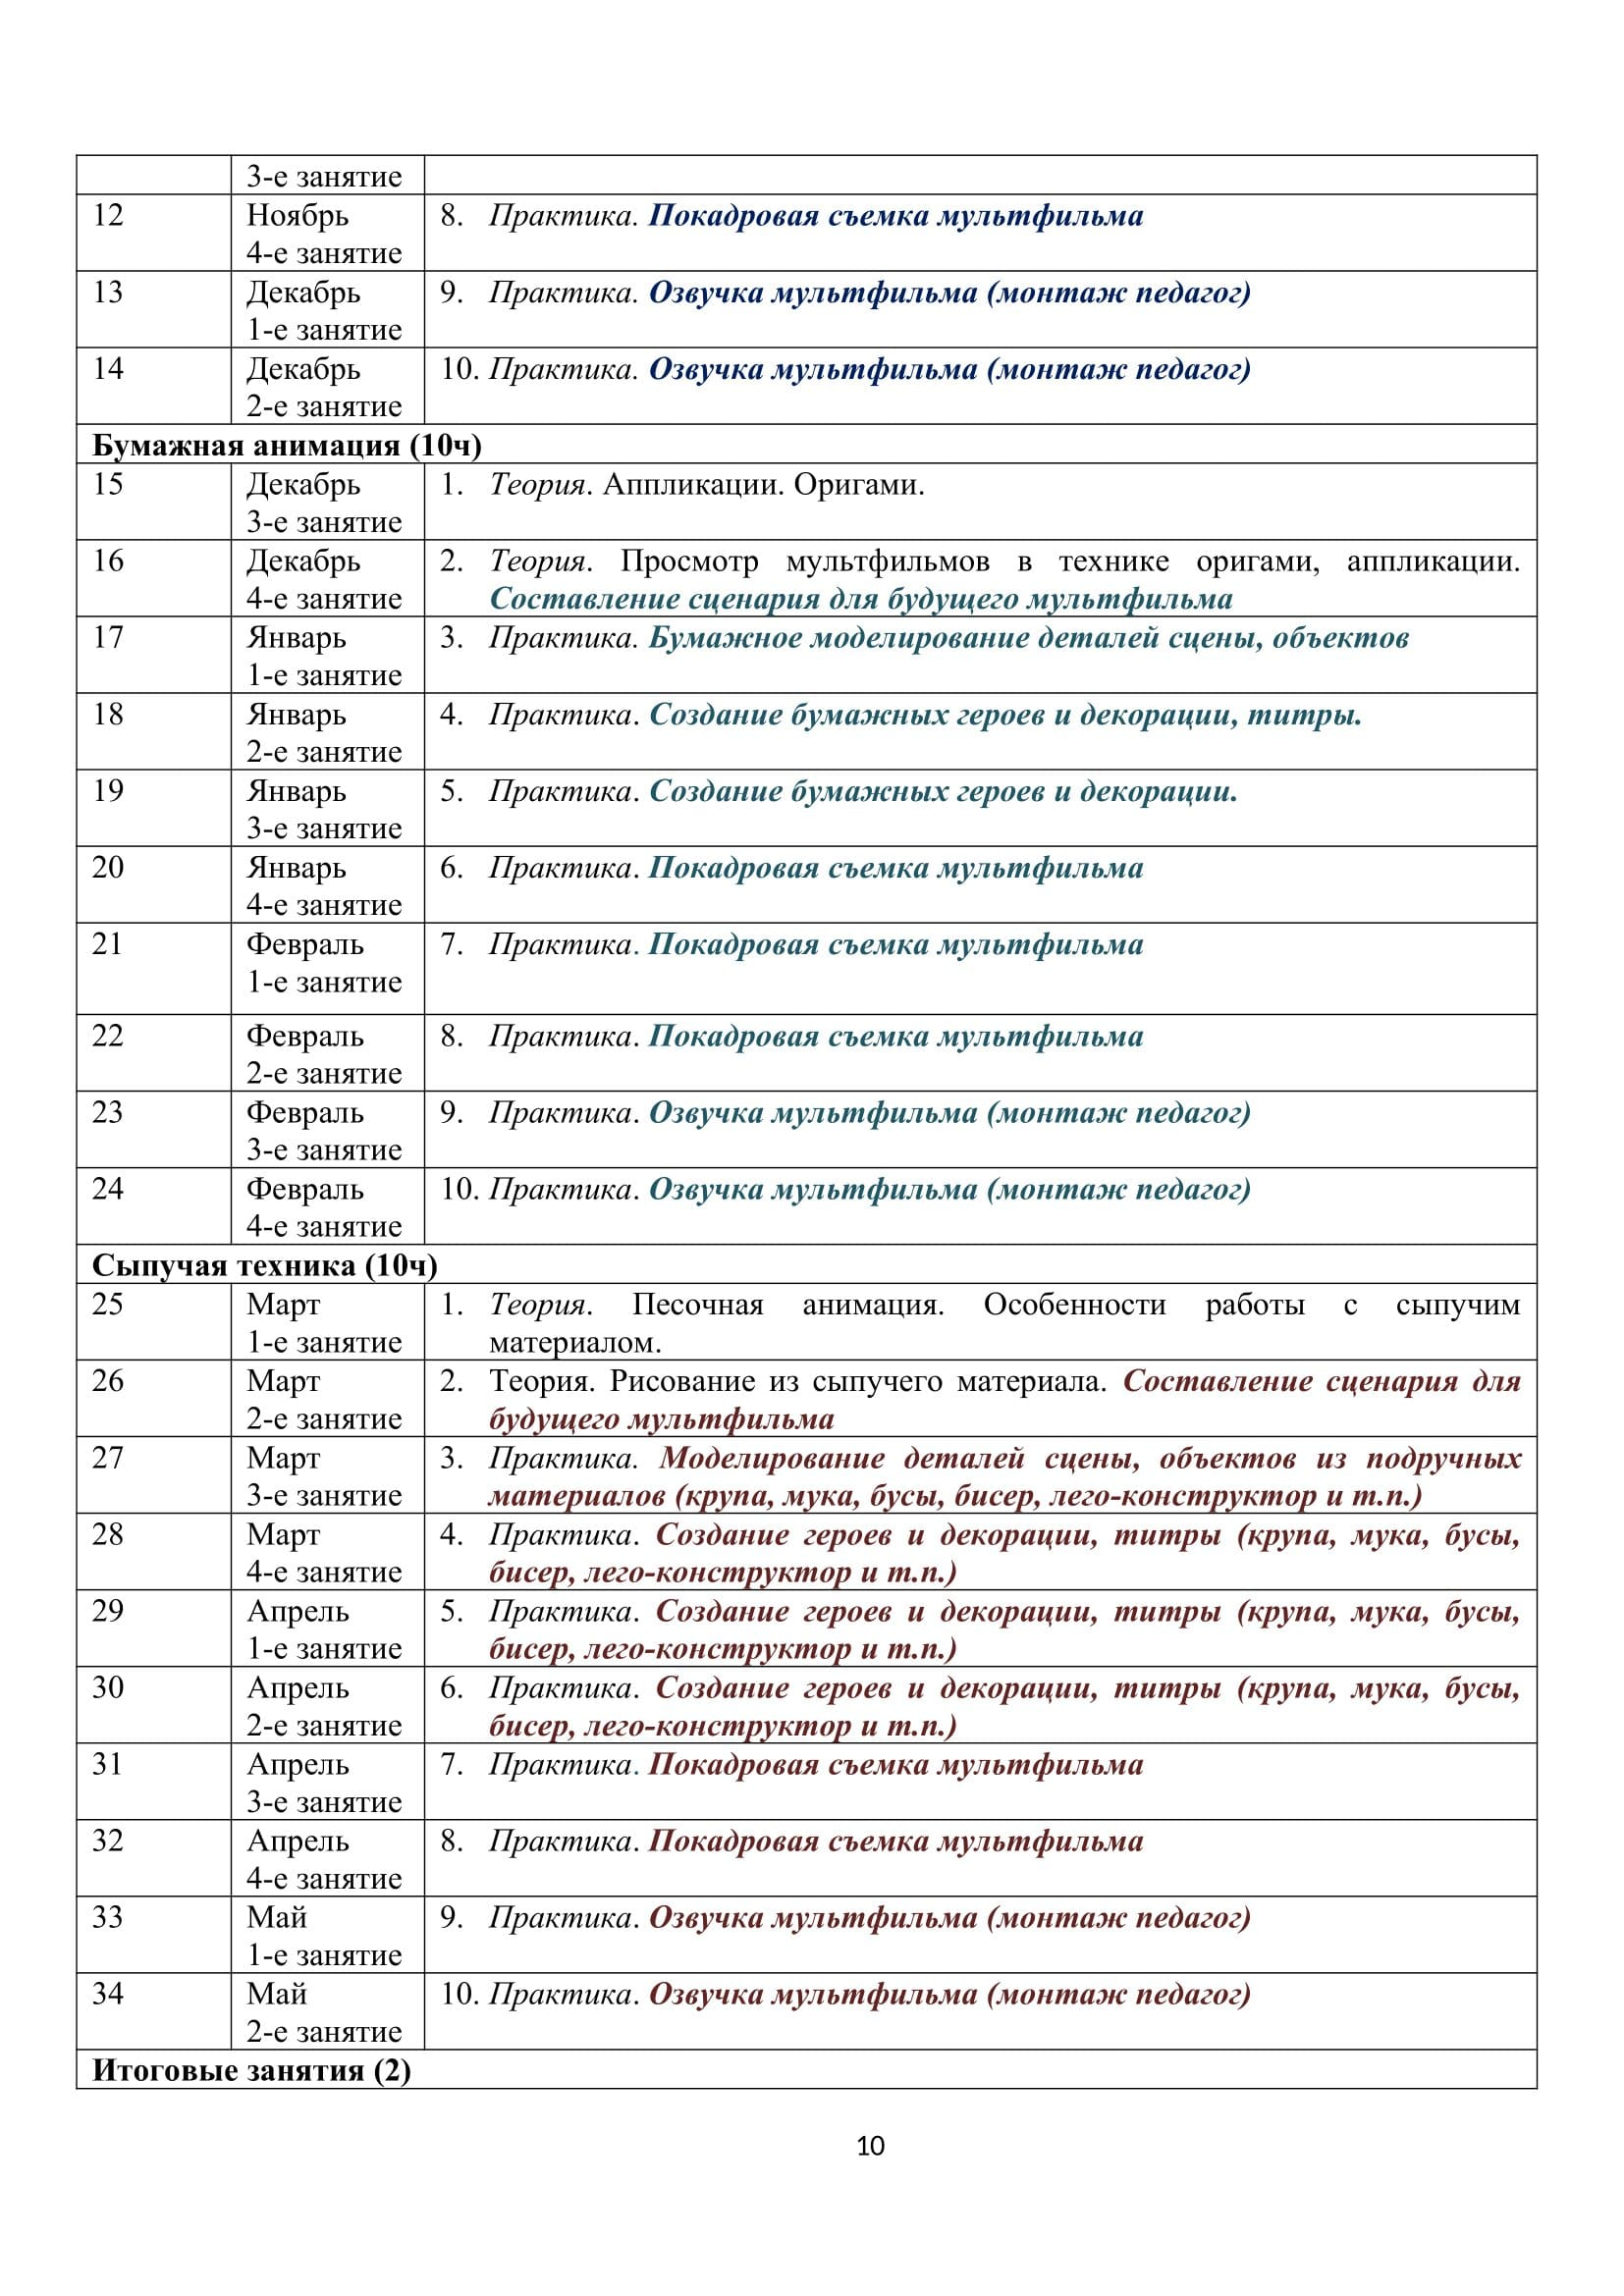 3-е занятие
12 Ноябрь 8. Практика. Покадровая съемка мультфильма
4-е занятие
13 Декабрь 9. Практика. Озвучка мультфильма (монтаж педагог)
1-е занятие
14 Декабрь 10. Практика. Озвучка мультфильма (монтаж педагог)
2-е занятие
Бумажная анимация (10ч)
15 Декабрь 1. Теория. Аппликации. Оригами.
3-е занятие
16 Декабрь 2. Теория. Просмотр мультфильмов в технике оригами, аппликации.
4-е занятие Составление сценария для будущего мультфильма
17 Январь 3. Практика. Бумажное моделирование деталей сцены, объектов
1-е занятие
18 Январь 4. Практика. Создание бумажных героев и декорации, титры.
2-е занятие
19 Январь 5. Практика. Создание бумажных героев и декорации.
3-е занятие
20 Январь 6. Практика. Покадровая съемка мультфильма
4-е занятие
21 Февраль 7. Практика. Покадровая съемка мультфильма
1-е занятие
22 Февраль 8. Практика. Покадровая съемка мультфильма
2-е занятие
23 Февраль 9. Практика. Озвучка мультфильма (монтаж педагог)
3-е занятие
24 Февраль 10. Практика. Озвучка мультфильма (монтаж педагог)
4-е занятие
Сыпучая техника (10ч)
25 Март 1. Теория. Песочная анимация. Особенности работы с сыпучим
1-е занятие материалом.
26 Март 2. Теория. Рисование из сыпучего материала. Составление сценария для
2-е занятие будущего мультфильма
27 Март 3. Практика. Моделирование деталей сцены, объектов из подручных
3-е занятие материалов (крупа, мука, бусы, бисер, лего-конструктор и т.п.)
28 Март 4. Практика. Создание героев и декорации, титры (крупа, мука, бусы,
4-е занятие бисер, лего-конструктор и т.п.)
29 Апрель 5. Практика. Создание героев и декорации, титры (крупа, мука, бусы,
1-е занятие бисер, лего-конструктор и т.п.)
30 Апрель 6. Практика. Создание героев и декорации, титры (крупа, мука, бусы,
2-е занятие бисер, лего-конструктор и т.п.)
31 Апрель 7. Практика. Покадровая съемка мультфильма
3-е занятие
32 Апрель 8. Практика. Покадровая съемка мультфильма
4-е занятие
33 Май 9. Практика. Озвучка мультфильма (монтаж педагог)
1-е занятие
34 Май 10. Практика. Озвучка мультфильма (монтаж педагог)
2-е занятие
Итоговые занятия (2)
10